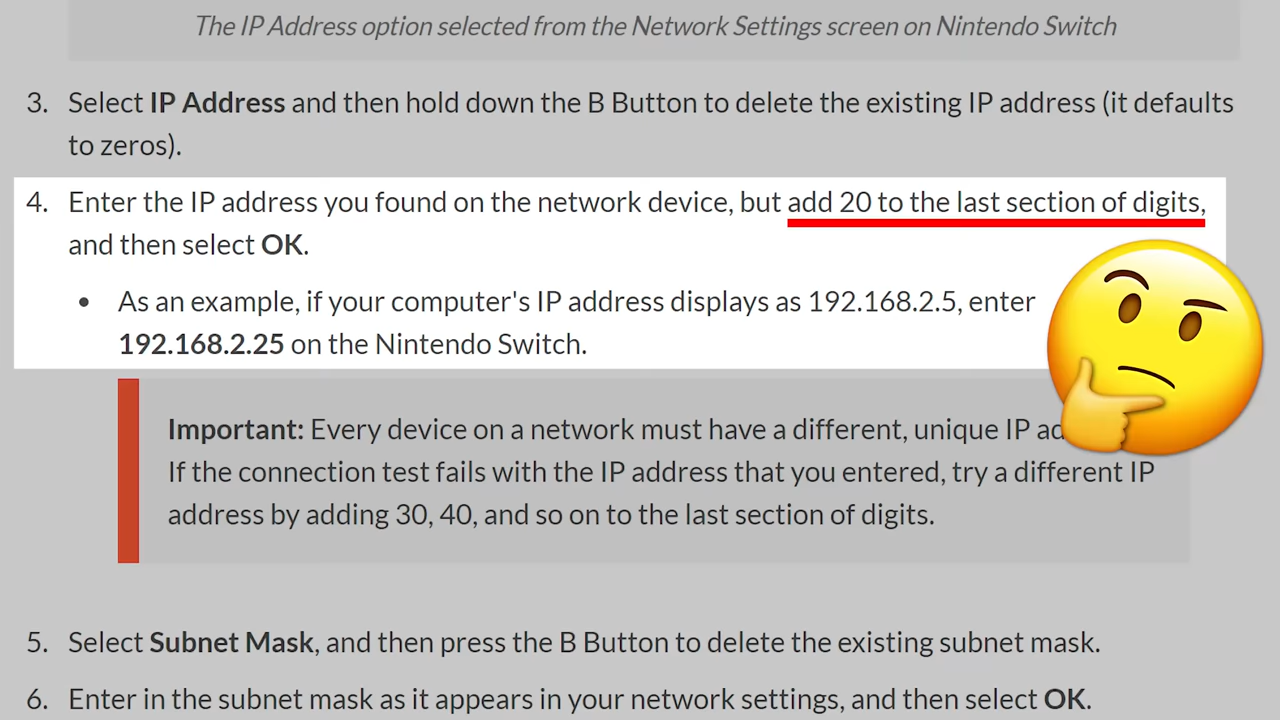 The IP Address option selected from the Network Settings screen on Nintendo Switch
3. Select IP Address and then hold down the B Button to delete the existing IP address (it defaults
to zeros).
4. Enter the IP address you found on the network device, but add 20 to the last section of digits,
and then select OK.
• As an example, if your computer's IP address displays as 192.168.2.5, enter
192.168.2.25 on the Nintendo Switch.
Important: Every device on a network must have a different, unique IP
If the connection test fails with the IP address that you entered, try a different IP
address by adding 30, 40, and so on to the last section of digits.
5. Select Subnet Mask, and then press the B Button to delete the existing subnet mask.
6. Enter in the subnet mask as it appears in your network settings, and then select OK.